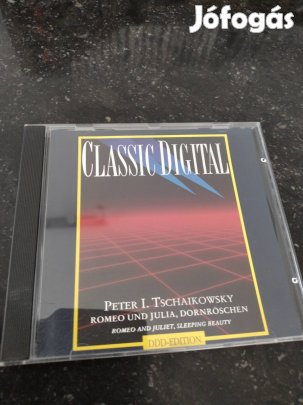 Jófogás
CLASSIC DIGITAL
PETER I. TSCHAIKOWSKY
ROMEO UND JULIA, DORNRÖSCHEN
ROMEO AND JULIET, SLEEPING BEAUTY
DDD-EDITION